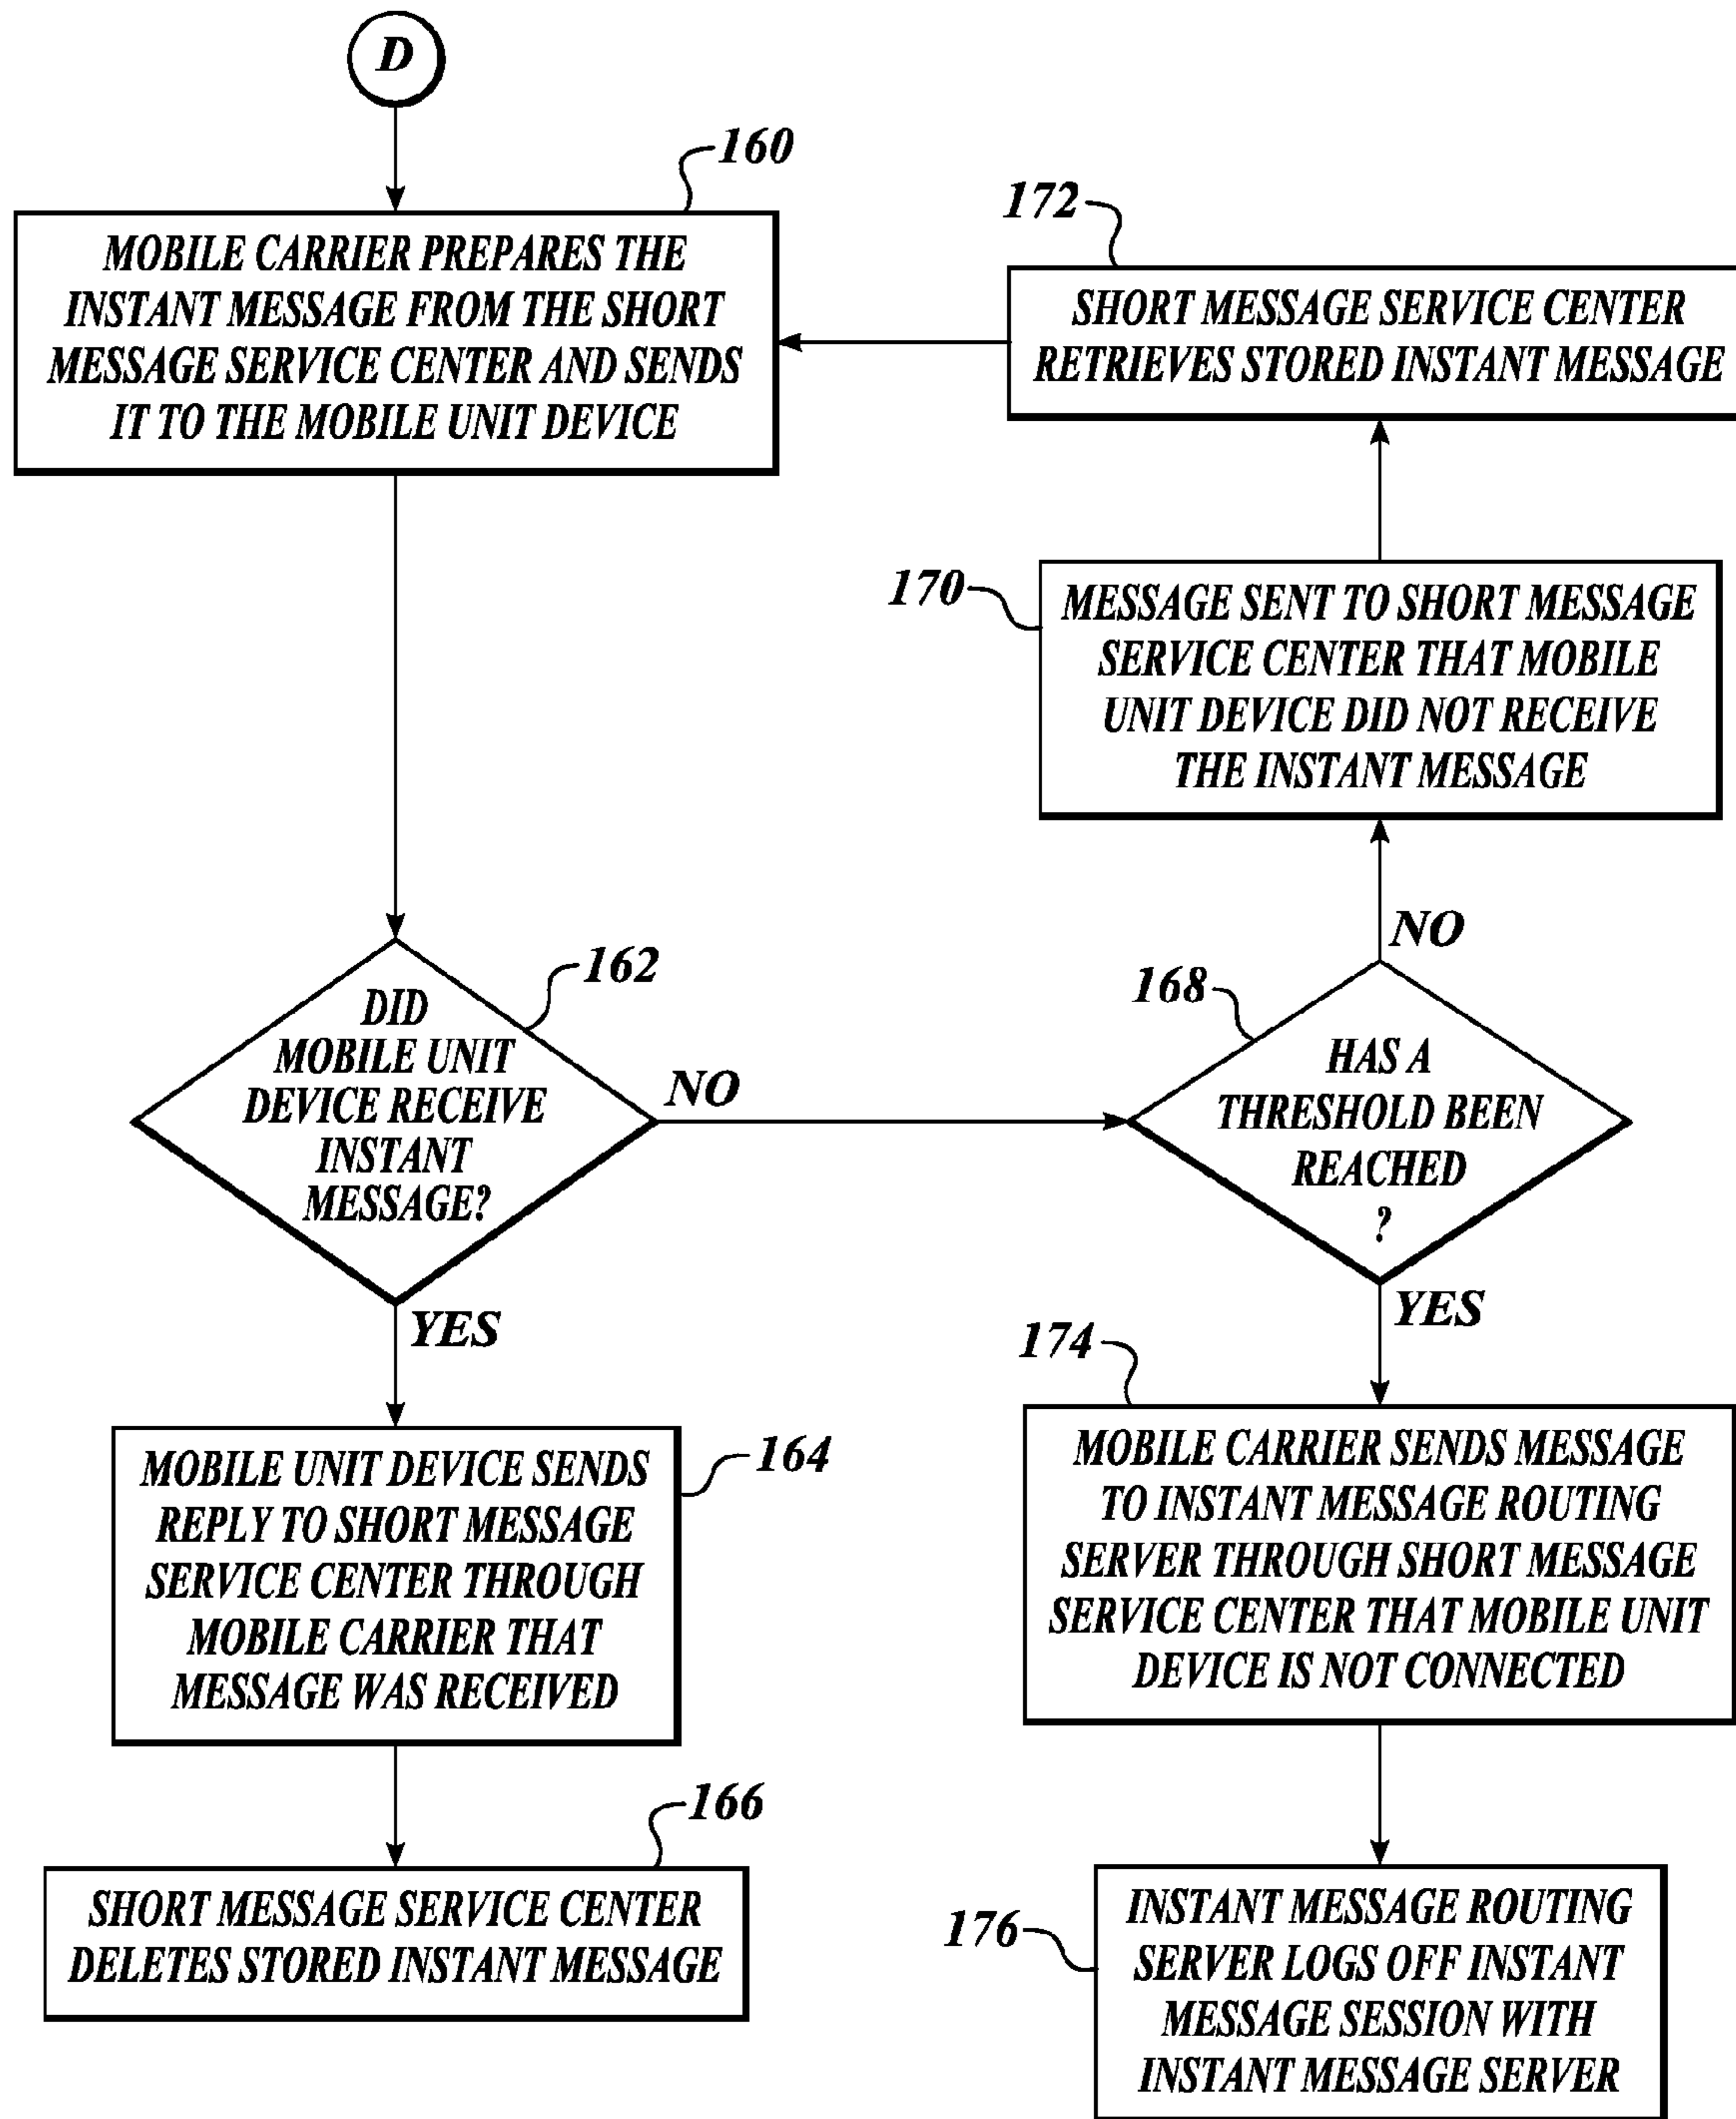 D
160
MOBILE CARRIER PREPARES THE
INSTANT MESSAGE FROM THE SHORT
MESSAGE SERVICE CENTER AND SENDS
IT TO THE MOBILE UNIT DEVICE
172
SHORT MESSAGE SERVICE CENTER
RETRIEVES STORED INSTANT MESSAGE
170
MESSAGE SENT TO SHORT MESSAGE
SERVICE CENTER THAT MOBILE
UNIT DEVICE DID NOT RECEIVE
THE INSTANT MESSAGE
162
DID
MOBILE UNIT
DEVICE RECEIVE
INSTANT
MESSAGE?
NO
YES
168
HAS A
THRESHOLD BEEN
REACHED
?
NO
YES
164
MOBILE UNIT DEVICE SENDS
REPLY TO SHORT MESSAGE
SERVICE CENTER THROUGH
MOBILE CARRIER THAT
MESSAGE WAS RECEIVED
174
MOBILE CARRIER SENDS MESSAGE
TO INSTANT MESSAGE ROUTING
SERVER THROUGH SHORT MESSAGE
SERVICE CENTER THAT MOBILE UNIT
DEVICE IS NOT CONNECTED
166
SHORT MESSAGE SERVICE CENTER
DELETES STORED INSTANT MESSAGE
176
INSTANT MESSAGE ROUTING
SERVER LOGS OFF INSTANT
MESSAGE SESSION WITH
INSTANT MESSAGE SERVER